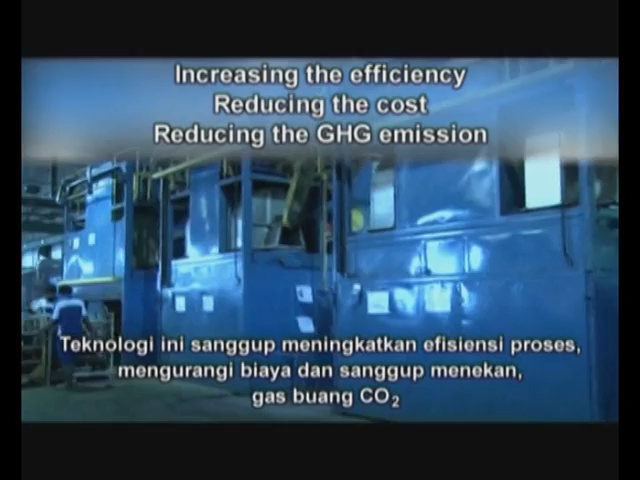 Increasing the efficiency
Reducing the cost
Reducing the GHG emission
Teknologi ini sanggup meningkatkan efisiensi proses,
mengurangi biaya dan sanggup menekan,
gas buang CO₂